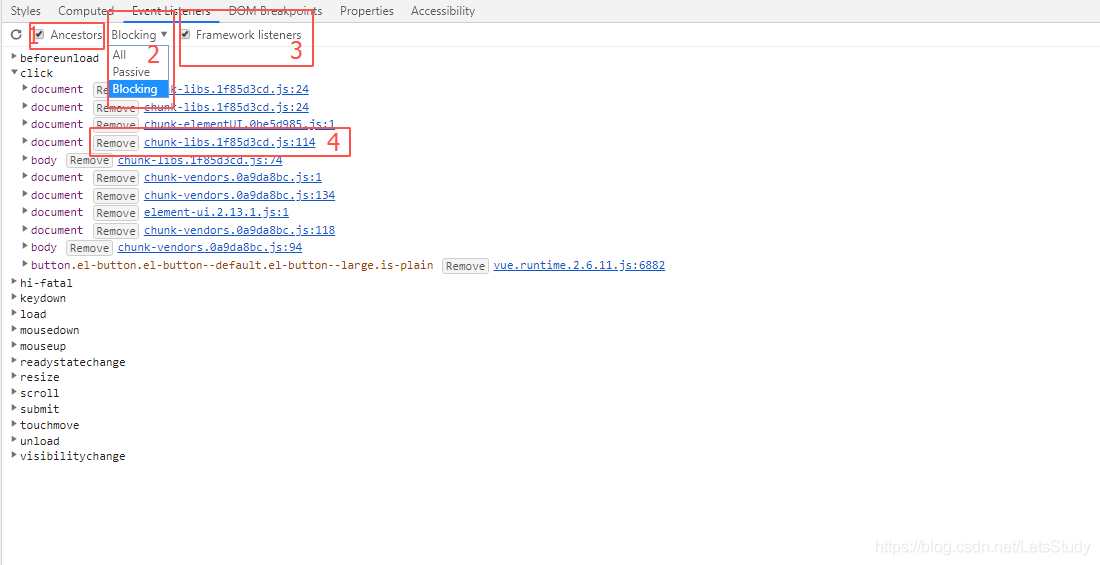 Styles Computed Event Listeners DOM Breakpoints Properties Accessibility
1 Ancestors Blocking ▼ Framework listeners
All 2 3
Passive
Blocking
beforeunload
click
document Re chunk-libs.1f85d3cd.js:24
document Remove chunk-libs.1f85d3cd.js:24
document Remove chunk-elementUI.0be5d985.js:1
document Remove chunk-libs.1f85d3cd.js:114 4
body Remove chunk-libs.1f85d3cd.js:74
document Remove chunk-vendors.0a9da8bc.js:1
document Remove chunk-vendors.0a9da8bc.js:134
document Remove element-ui.2.13.1.js:1
document Remove chunk-vendors.0a9da8bc.js:118
body Remove chunk-vendors.0a9da8bc.js:94
button.el-button.el-button--default.el-button--large.is-plain Remove vue.runtime.2.6.11.js:6882
hi-fatal
keydown
load
mousedown
mouseup
readystatechange
resize
scroll
submit
touchmove
unload
visibilitychange
https://blog.csdn.net/LetsStudy